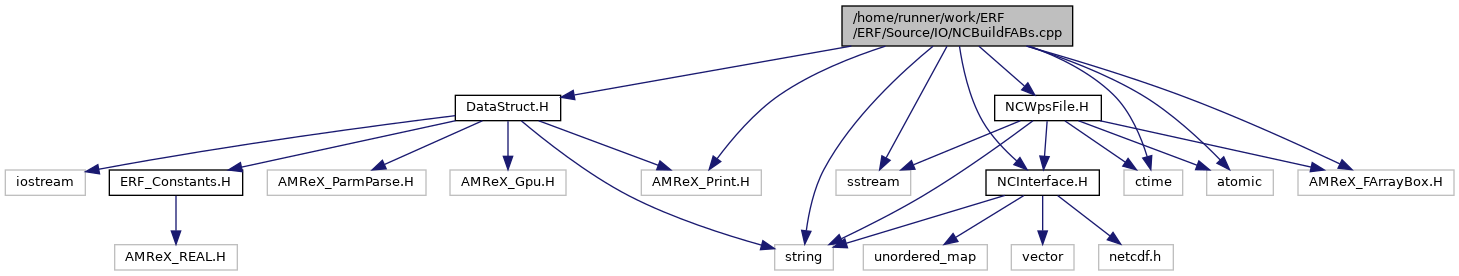 /home/runner/work/ERF
/ERF/Source/IO/NCBuildFABs.cpp
DataStruct.H
NCWpsFile.H
iostream
ERF_Constants.H
AMReX_ParmParse.H
AMReX_Gpu.H
AMReX_Print.H
sstream
NCInterface.H
ctime
atomic
AMReX_FArrayBox.H
AMReX_REAL.H
string
unordered_map
vector
netcdf.h